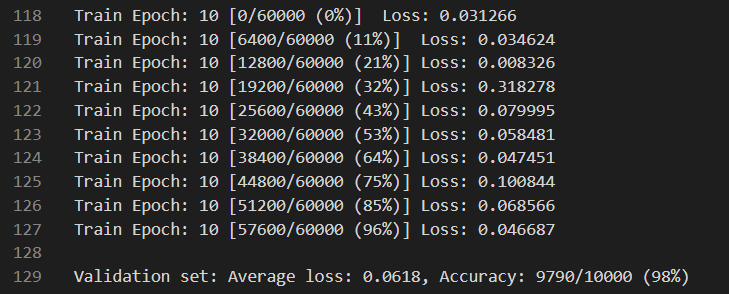 118 Train Epoch: 10 [0/60000 (0%)] Loss: 0.031266
119 Train Epoch: 10 [6400/60000 (11%)] Loss: 0.034624
120 Train Epoch: 10 [12800/60000 (21%)] Loss: 0.008326
121 Train Epoch: 10 [19200/60000 (32%)] Loss: 0.318278
122 Train Epoch: 10 [25600/60000 (43%)] Loss: 0.079995
123 Train Epoch: 10 [32000/60000 (53%)] Loss: 0.058481
124 Train Epoch: 10 [38400/60000 (64%)] Loss: 0.047451
125 Train Epoch: 10 [44800/60000 (75%)] Loss: 0.100844
126 Train Epoch: 10 [51200/60000 (85%)] Loss: 0.068566
127 Train Epoch: 10 [57600/60000 (96%)] Loss: 0.046687
128
129 Validation set: Average loss: 0.0618, Accuracy: 9790/10000 (98%)